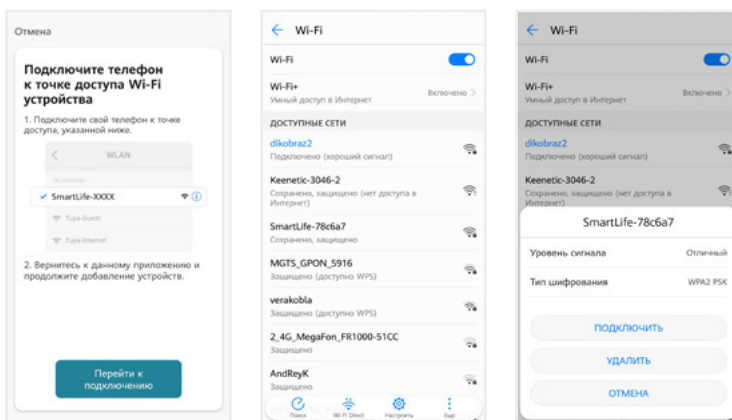 Отмена
Подключите телефон
к точке доступа Wi-Fi
устройства
1. Подключите свой телефон к точке
доступа, указанной ниже.
WLAN
SmartLife-XXXX
Tuya-Guest
Tuya-Internet
2. Вернитесь к данному приложению и
продолжите добавление устройств.
Перейти к
подключению
Wi-Fi
Wi-Fi
Wi-Fi+
Умный доступ в Интернет
Включено
ДОСТУПНЫЕ СЕТИ
dikobraz2
Подключено (хороший сигнал)
Keenetic-3046-2
Сохранено, защищено (нет доступа в
Интернет)
SmartLife-78c6a7
Сохранено, защищено
MGTS_GPON_5916
Защищено (доступно WPS)
verakobla
Защищено (доступно WPS)
2_4G_MegaFon_FR1000-51CC
Защищено
AndReyK
Защищено
Поиск
Wi-Fi Direct
Настроить
Еще
Wi-Fi
Wi-Fi
Wi-Fi+
Умный доступ в Интернет
Включено
ДОСТУПНЫЕ СЕТИ
dikobraz2
Подключено (хороший сигнал)
Keenetic-3046-2
Сохранено, защищено (нет доступа в
Интернет)
SmartLife-78c6a7
Уровень сигнала
Отличный
Тип шифрования
WPA2 PSK
ПОДКЛЮЧИТЬ
УДАЛИТЬ
ОТМЕНА